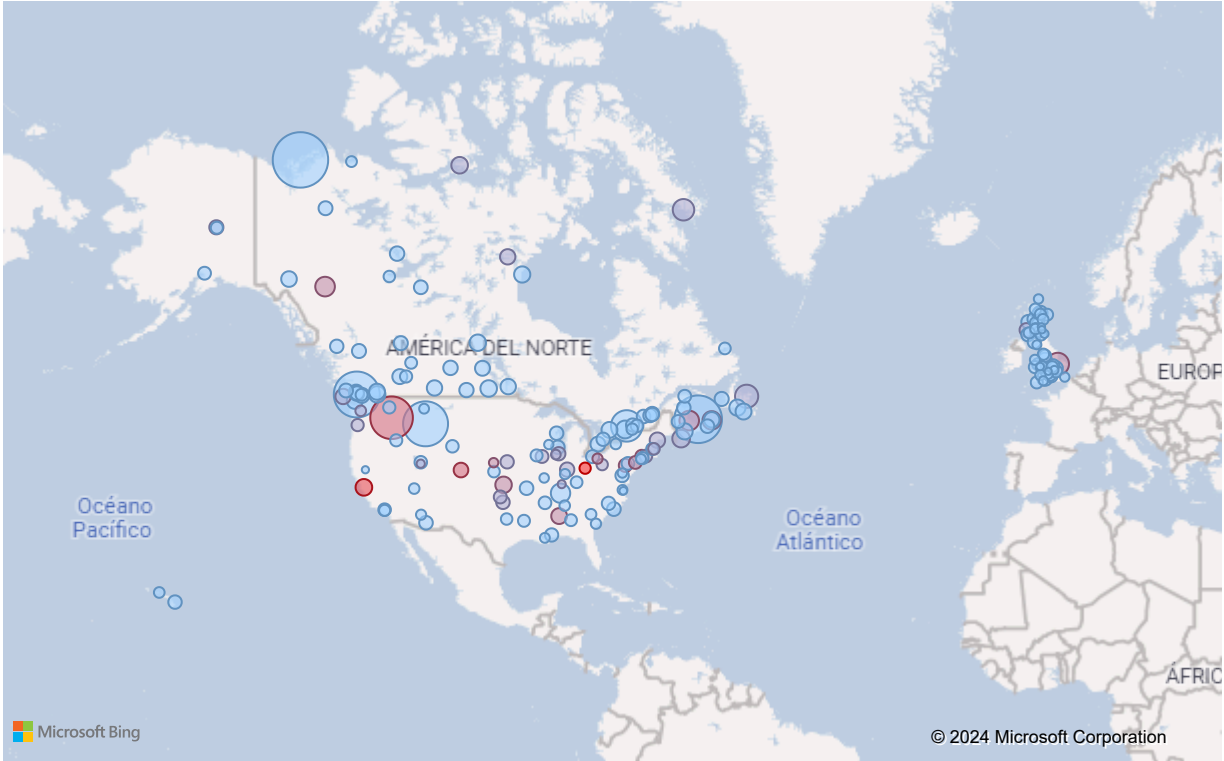 AMÉRICA DEL NORTE
EUROP
Océano
Pacífico
Océano
Atlántico
ÁFRIC
Microsoft Bing
© 2024 Microsoft Corporation